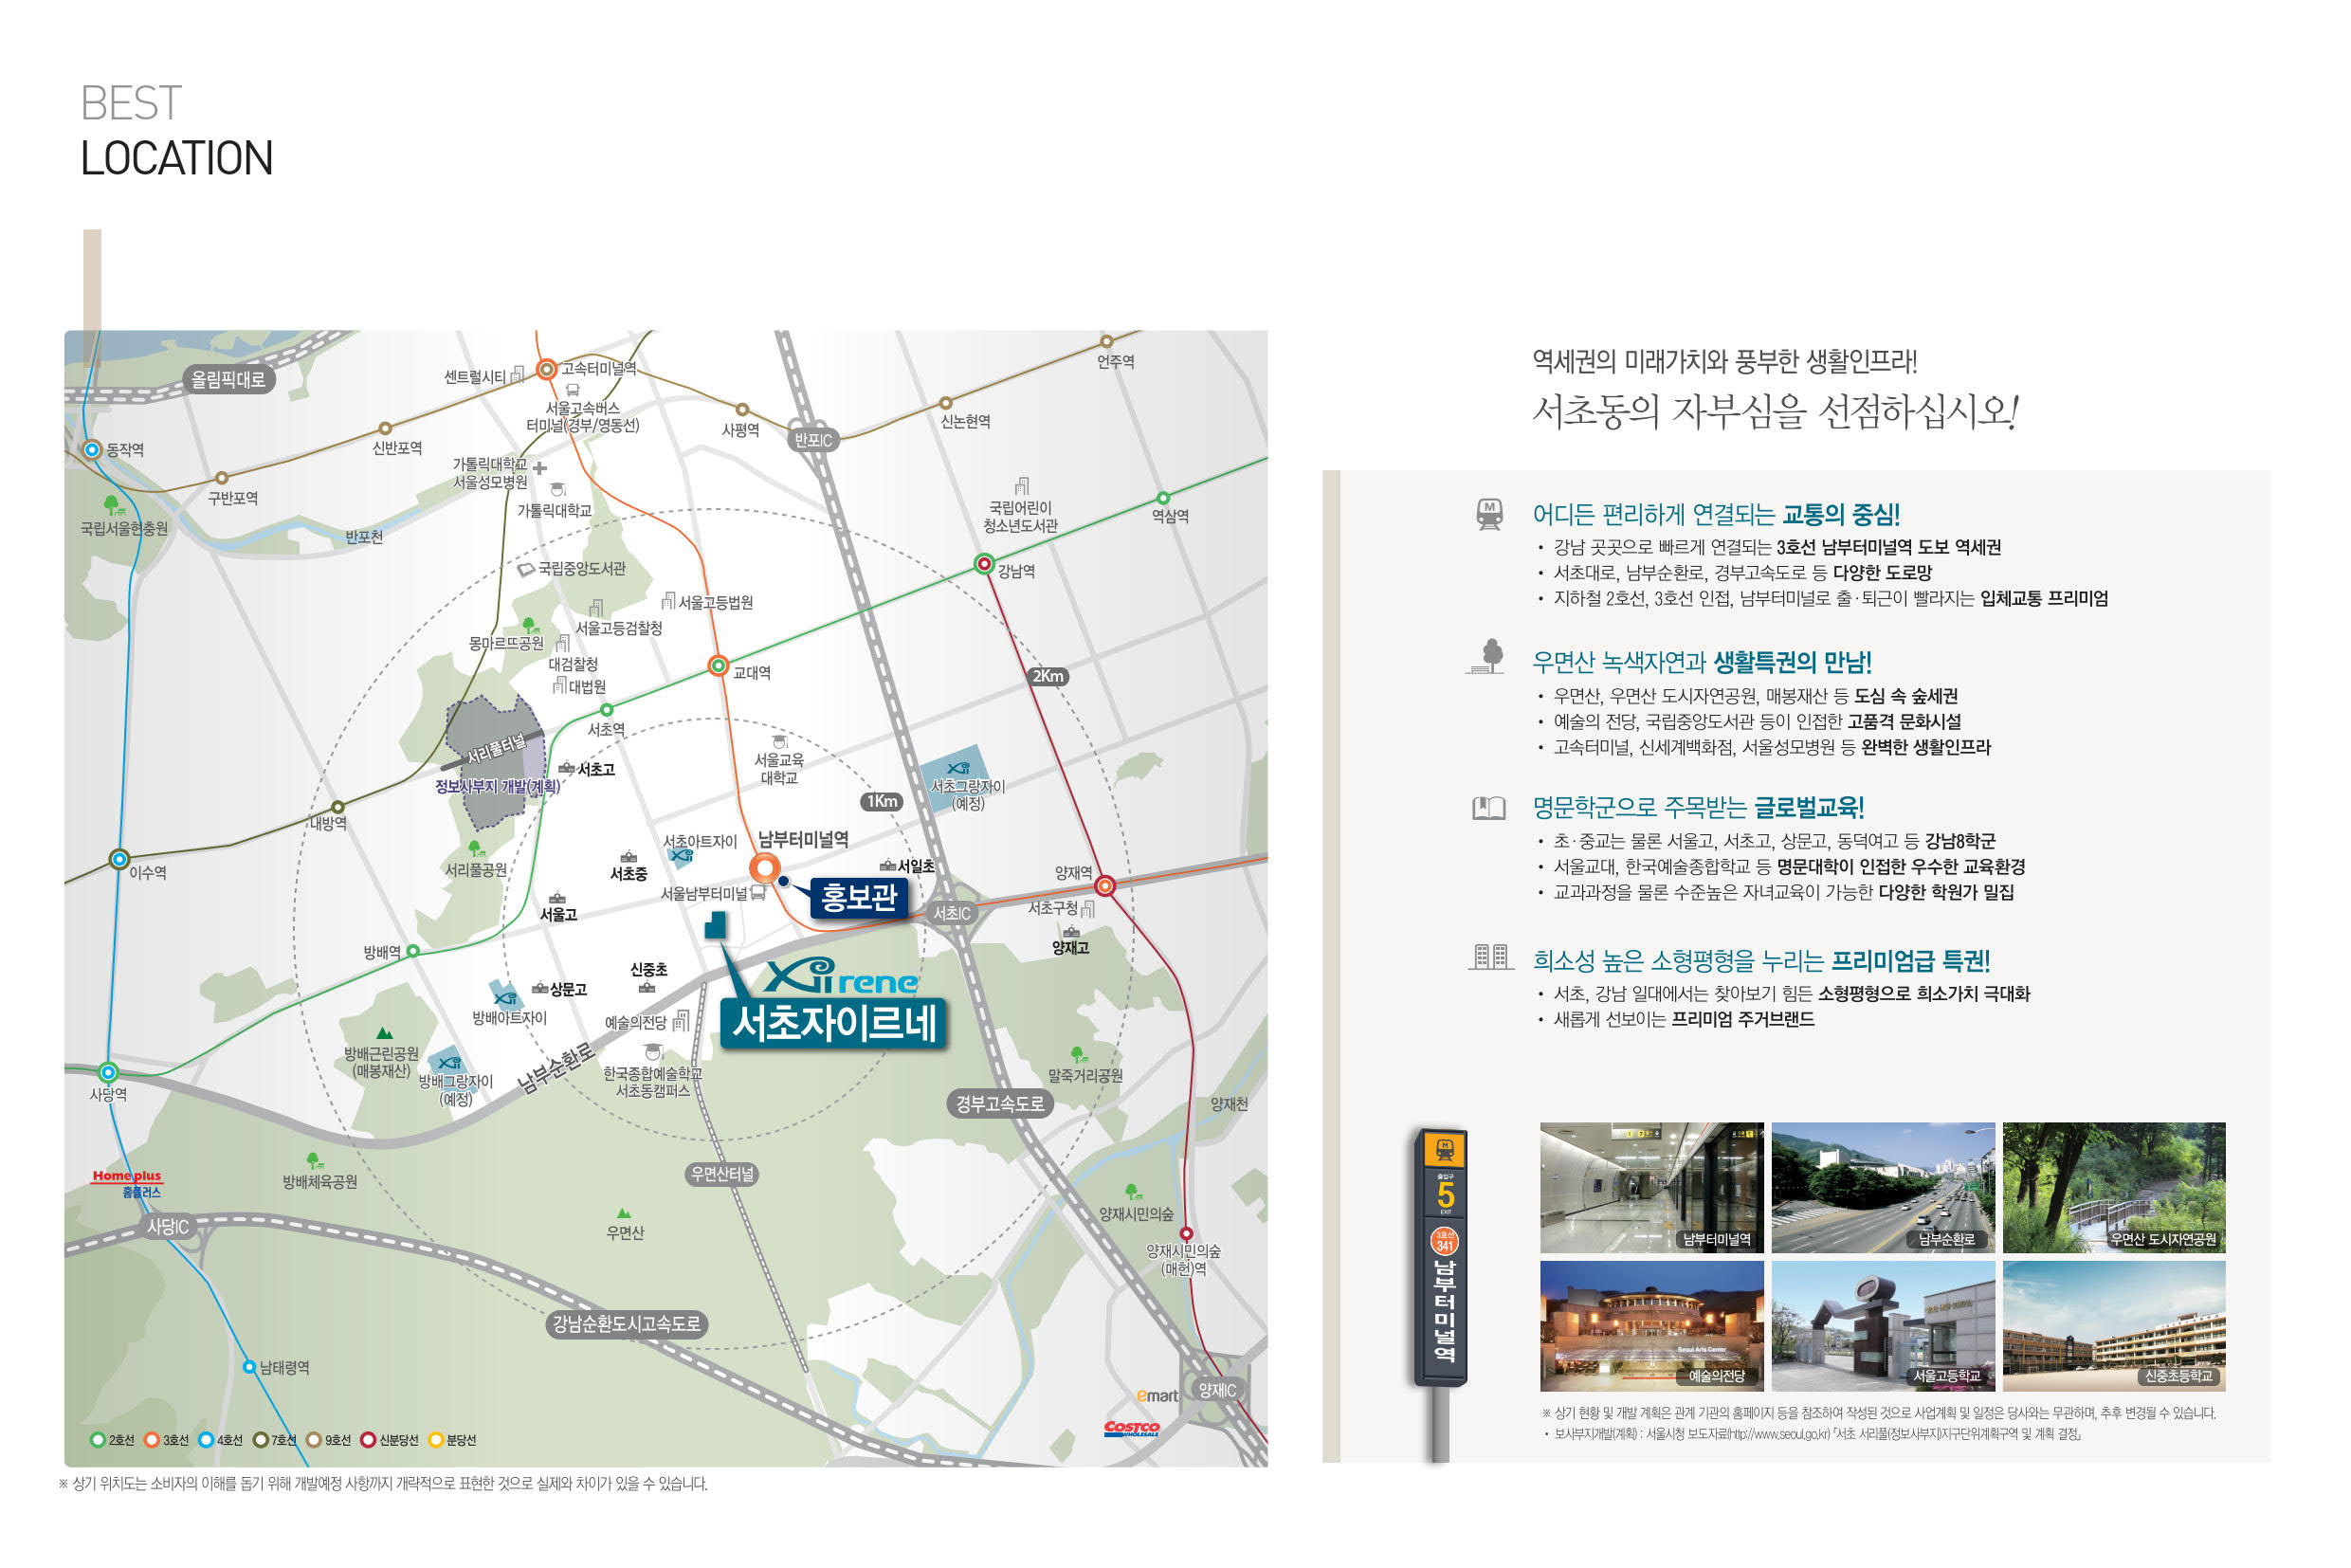 BEST
LOCATION
올림픽대로
센트럴시티
고속터미널역
서울고속버스
터미널(경부/영동선)
언주역
동작역
신반포역
사평역
반포IC
신논현역
구반포역
가톨릭대학교
서울성모병원
가톨릭대학교
국립서울현충원
반포천
국립어린이
청소년도서관
역삼역
국립중앙도서관
강남역
서울고등법원
서울고등검찰청
몽마르뜨공원
대검찰청
대법원
교대역
2Km
서초역
서리풀터널
서초고
서울교육
대학교
정보사부지 개발(계획)
서초그랑자이
(예정)
1Km
내방역
서초아트자이
남부터미널역
이수역
서리풀공원
서초중
서일초
양재역
서울남부터미널
홍보관
서울고
서초IC
서초구청
양재고
방배역
신중초
상문고
Xi rene
서초자이르네
방배아트자이
예술의전당
방배근린공원
(매봉재산)
방배그랑자이
(예정)
남부순환로
한국종합예술학교
서초동캠퍼스
말죽거리공원
사당역
경부고속도로
양재천
Home plus
홈플러스
방배체육공원
우면산터널
사당IC
우면산
양재시민의숲
양재시민의숲
(매헌)역
강남순환도시고속도로
남태령역
emart
양재IC
COSTCO
WHOLESALE
2호선 3호선 4호선 7호선 9호선 신분당선 분당선
※ 상기 위치도는 소비자의 이해를 돕기 위해 개발예정 사항까지 개략적으로 표현한 것으로 실제와 차이가 있을 수 있습니다.
역세권의 미래가치와 풍부한 생활인프라!
서초동의 자부심을 선점하십시오!
M
어디든 편리하게 연결되는 교통의 중심!
• 강남 곳곳으로 빠르게 연결되는 3호선 남부터미널역 도보 역세권
• 서초대로, 남부순환로, 경부고속도로 등 다양한 도로망
• 지하철 2호선, 3호선 인접, 남부터미널로 출·퇴근이 빨라지는 입체교통 프리미엄
우면산 녹색자연과 생활특권의 만남!
• 우면산, 우면산 도시자연공원, 매봉재산 등 도심 속 숲세권
• 예술의 전당, 국립중앙도서관 등이 인접한 고품격 문화시설
• 고속터미널, 신세계백화점, 서울성모병원 등 완벽한 생활인프라
명문학군으로 주목받는 글로벌교육!
• 초·중교는 물론 서울고, 서초고, 상문고, 동덕여고 등 강남8학군
• 서울교대, 한국예술종합학교 등 명문대학이 인접한 우수한 교육환경
• 교과과정을 물론 수준높은 자녀교육이 가능한 다양한 학원가 밀집
희소성 높은 소형평형을 누리는 프리미엄급 특권!
• 서초, 강남 일대에서는 찾아보기 힘든 소형평형으로 희소가치 극대화
• 새롭게 선보이는 프리미엄 주거브랜드
M
출입구
5
EXIT
3호선
341
남부터미널역
남부터미널역
남부순환로
우면산 도시자연공원
Seoul Arts Center
예술의전당
서울고등학교
신중초등학교
※ 상기 현황 및 개발 계획은 관계 기관의 홈페이지 등을 참조하여 작성된 것으로 사업계획 및 일정은 당사와는 무관하며, 추후 변경될 수 있습니다.
• 보사부지개발(계획) : 서울시청 보도자료(http://www.seoul.go.kr) 「서초 서리풀(정보사부지)지구단위계획구역 및 계획 결정」